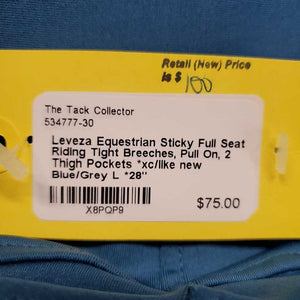 Retail (New) Price
is $ 100
The Tack Collector
534777-30
Leveza Equestrian Sticky Full Seat
Riding Tight Breeches, Pull On, 2
Thigh Pockets *xc/like new
Blue/Grey L *28"
X8PQP9
$75.00